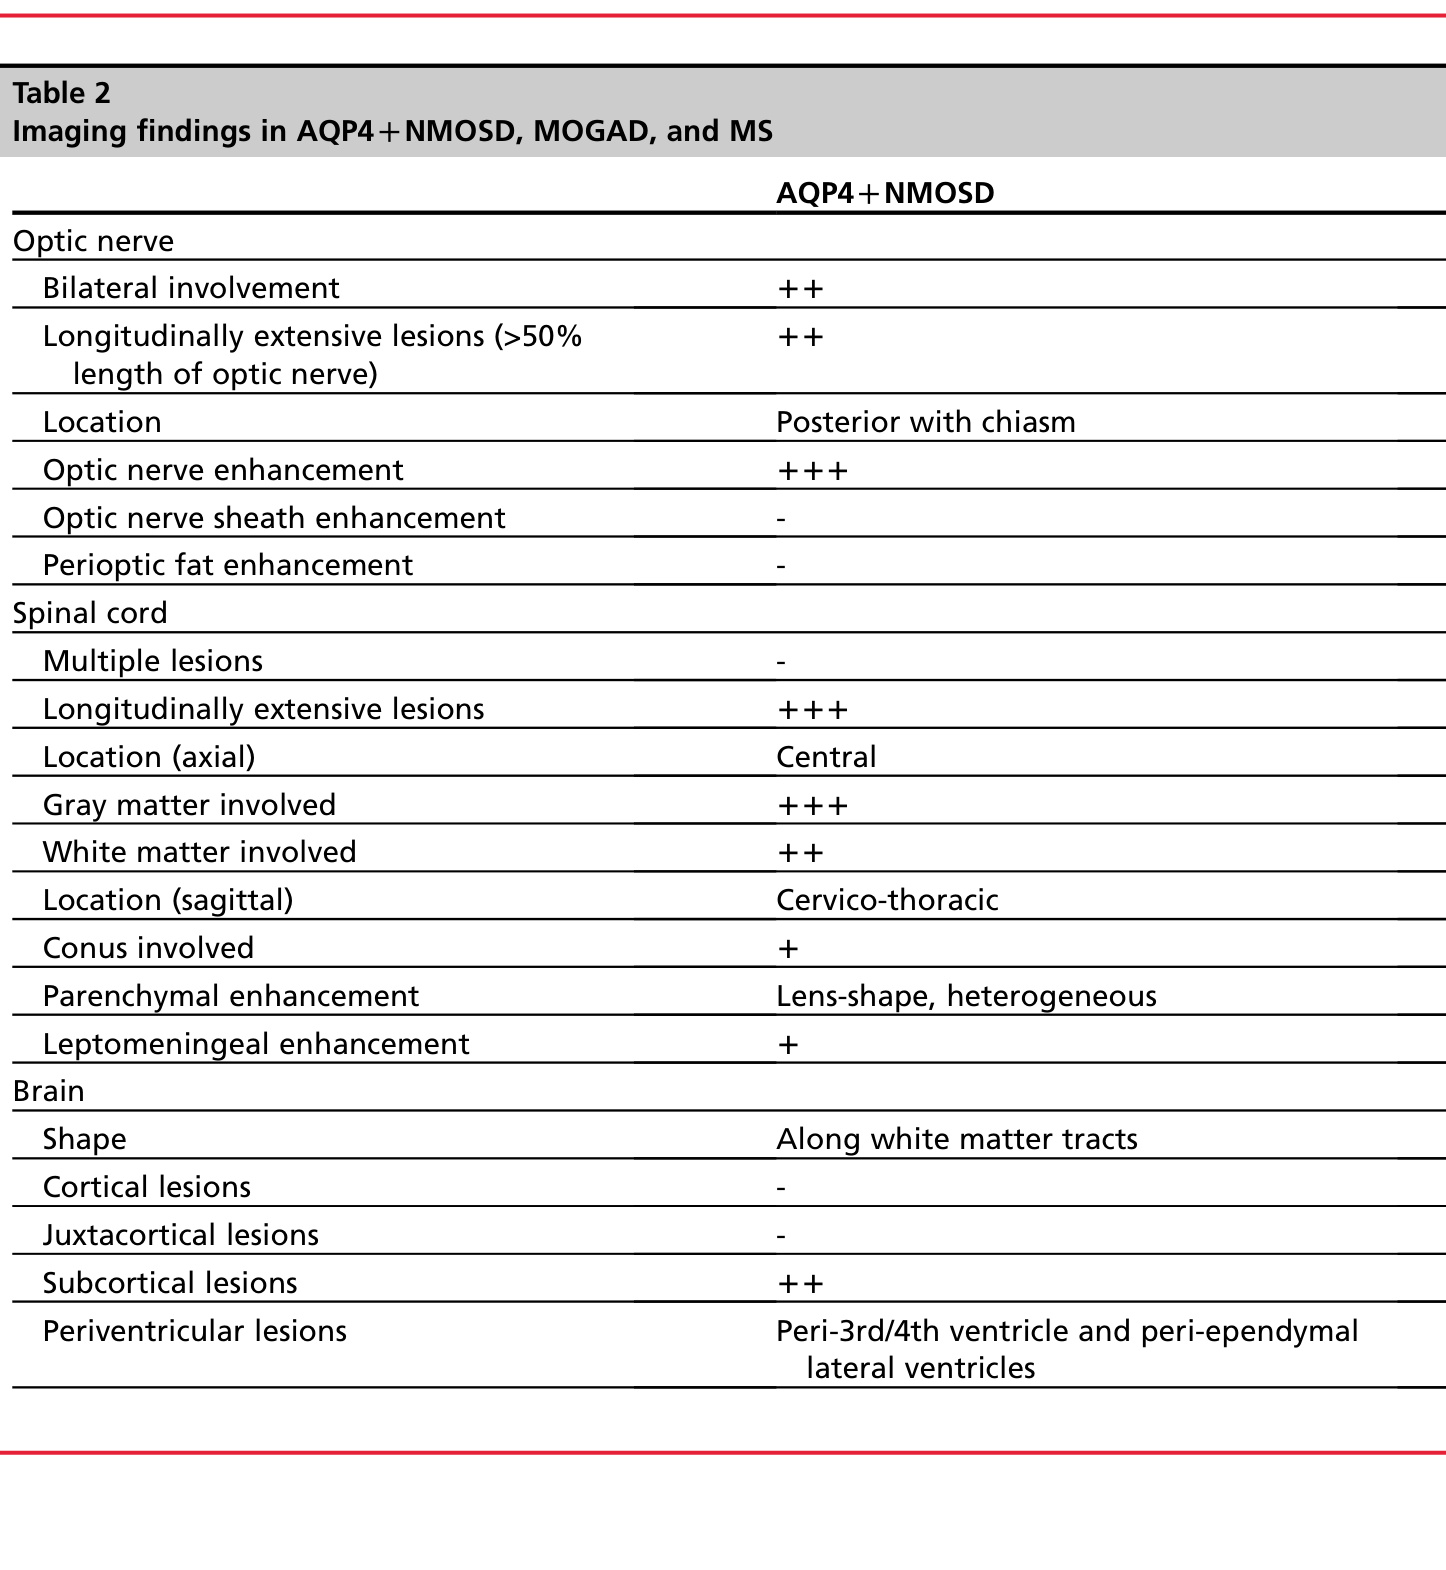 Table 2
Imaging findings in AQP4+NMOSD, MOGAD, and MS
AQP4+NMOSD
Optic nerve
Bilateral involvement ++
Longitudinally extensive lesions (>50% ++
length of optic nerve)
Location Posterior with chiasm
Optic nerve enhancement +++
Optic nerve sheath enhancement -
Perioptic fat enhancement -
Spinal cord
Multiple lesions -
Longitudinally extensive lesions +++
Location (axial) Central
Gray matter involved +++
White matter involved ++
Location (sagittal) Cervico-thoracic
Conus involved +
Parenchymal enhancement Lens-shape, heterogeneous
Leptomeningeal enhancement +
Brain
Shape Along white matter tracts
Cortical lesions -
Juxtacortical lesions -
Subcortical lesions ++
Periventricular lesions Peri-3rd/4th ventricle and peri-ependymal
lateral ventricles